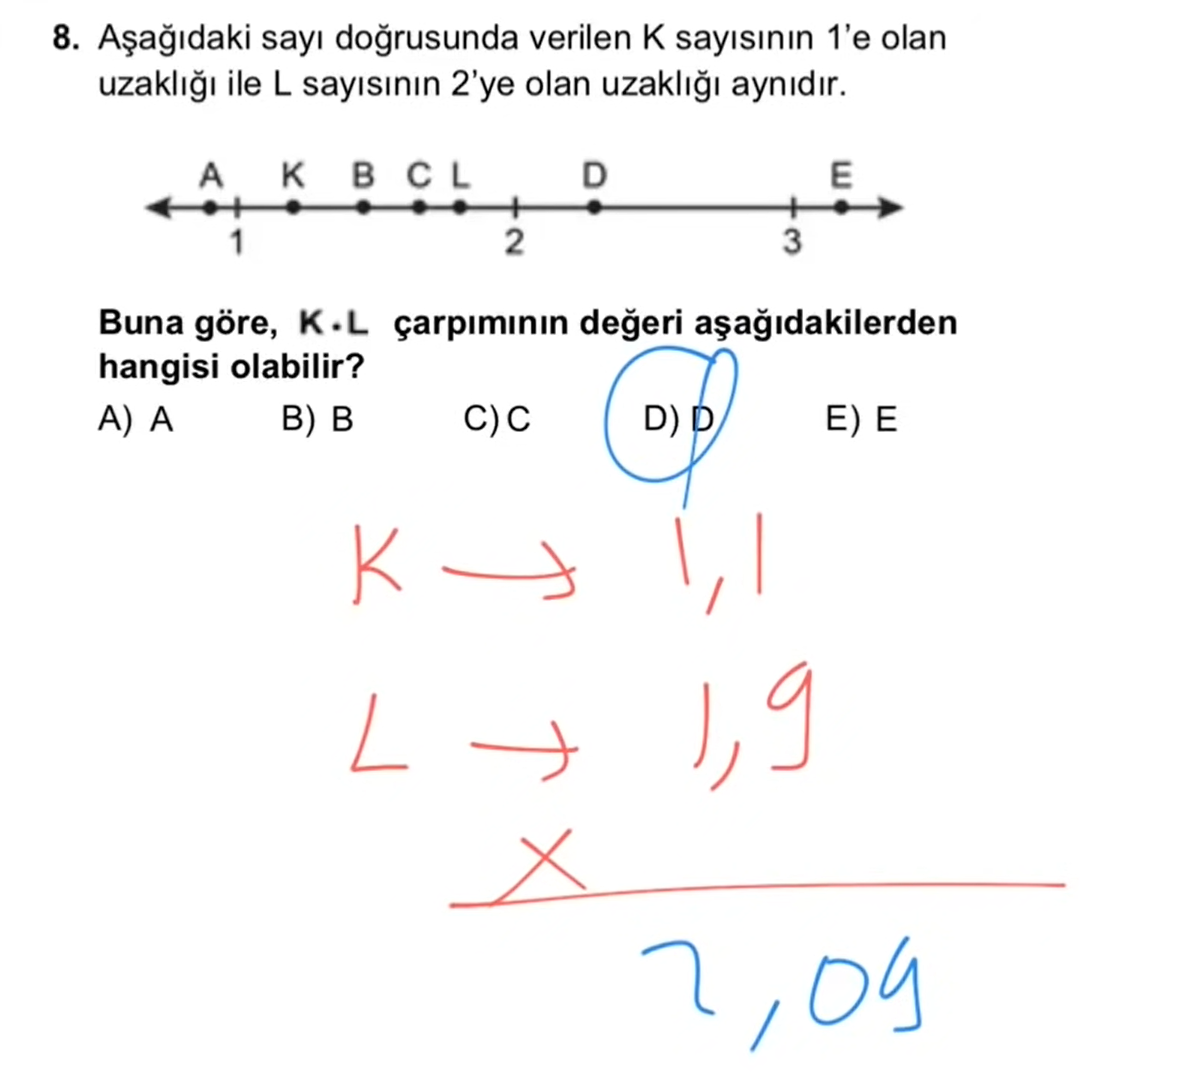 8. Aşağıdaki sayı doğrusunda verilen K sayısının 1'e olan
uzaklığı ile L sayısının 2'ye olan uzaklığı aynıdır.
A K B C L D E
1 2 3
Buna göre, K.L çarpımının değeri aşağıdakilerden
hangisi olabilir?
A) A B) B C) C D) D E) E
K → 1,1
L → 1,9
X
2,09